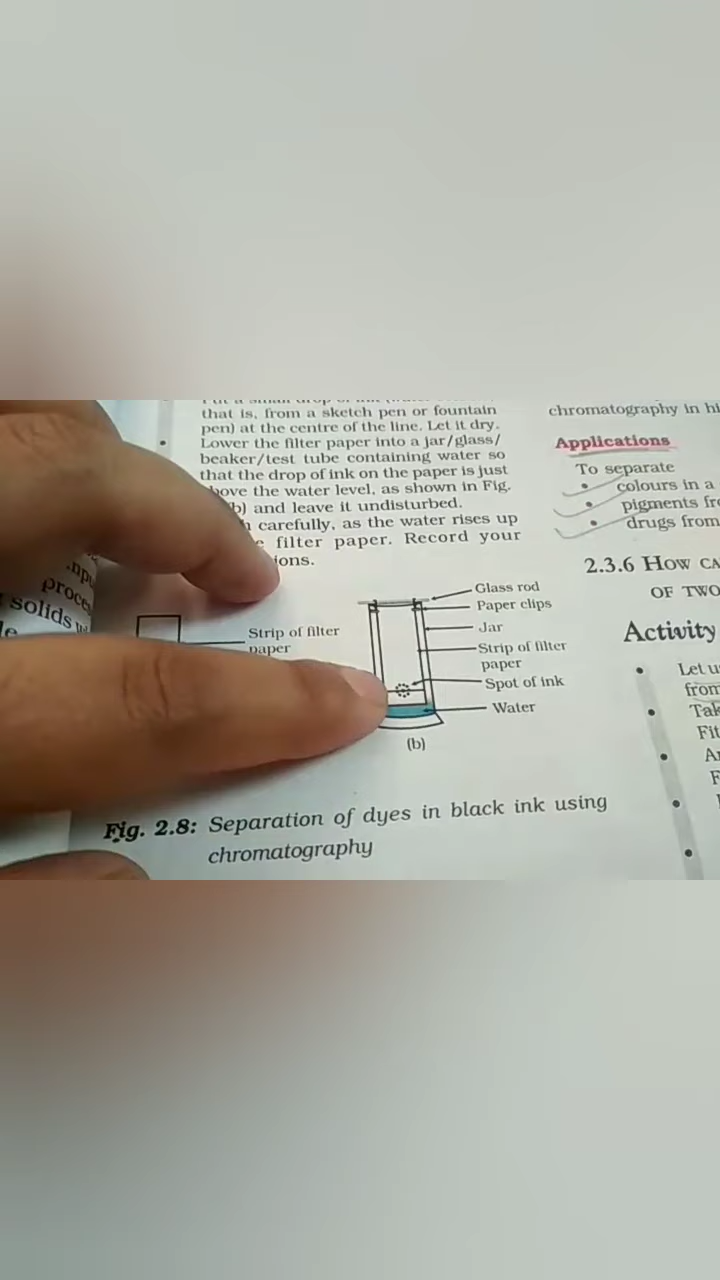 that is, from a sketch pen or fountain
pen) at the centre of the line. Let it dry.
• Lower the filter paper into a jar/glass/
beaker/test tube containing water so
that the drop of ink on the paper is just
above the water level, as shown in Fig.
b) and leave it undisturbed.
carefully, as the water rises up
filter paper. Record your
ions.
solids
Strip of filter
paper
Glass rod
Paper clips
Jar
Strip of filter
paper
Spot of ink
Water
(b)
Fig. 2.8: Separation of dyes in black ink using
chromatography
chromatography in hi
Applications
To separate
• colours in a
• pigments fr
• drugs from
2.3.6 HOW CA
OF TWO
Activity
• Let u
from
• Tak
Fit
• A
F
•
•